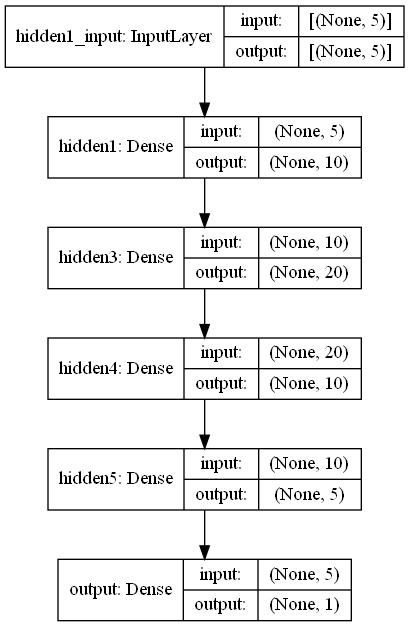 hidden1_input: InputLayer
input: [(None, 5)]
output: [(None, 5)]
hidden1: Dense
input: (None, 5)
output: (None, 10)
hidden3: Dense
input: (None, 10)
output: (None, 20)
hidden4: Dense
input: (None, 20)
output: (None, 10)
hidden5: Dense
input: (None, 10)
output: (None, 5)
output: Dense
input: (None, 5)
output: (None, 1)